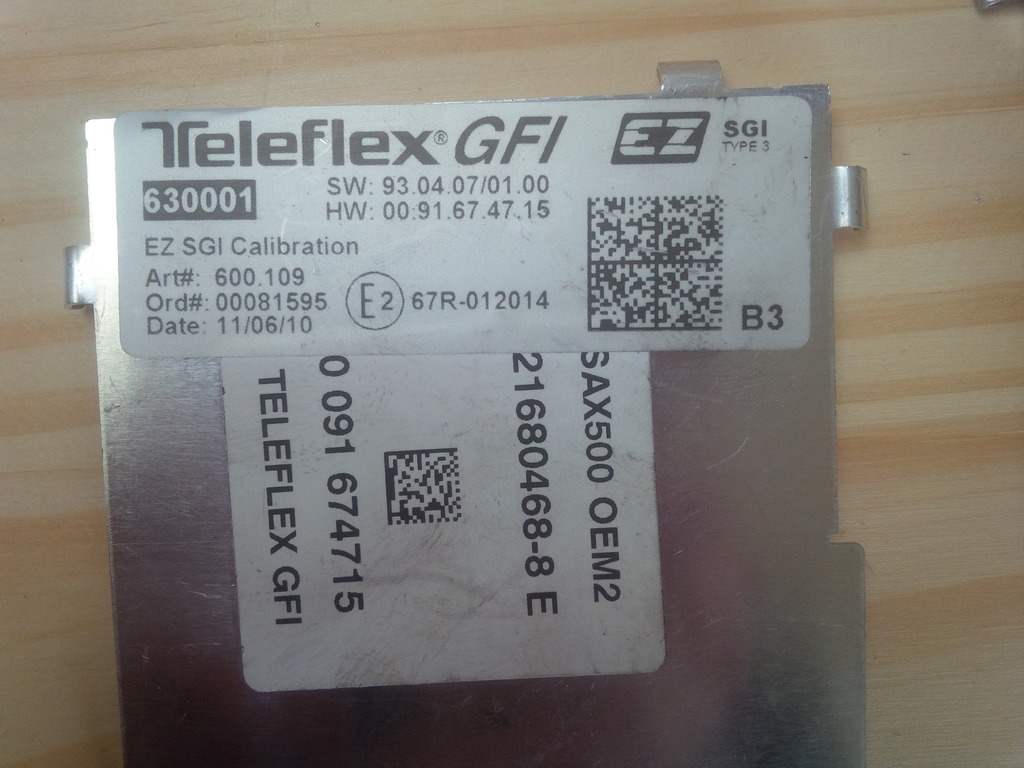 Teleflex® GFI
EZ SGI
TYPE 3
630001
SW: 93.04.07/01.00
HW: 00:91.67.47.15
EZ SGI Calibration
Art#: 600.109
Ord#: 00081595
Date: 11/06/10
E2 67R-012014
B3
SAX500 OEM2
21680468-8 E
0 091 674715
TELEFLEX GFI